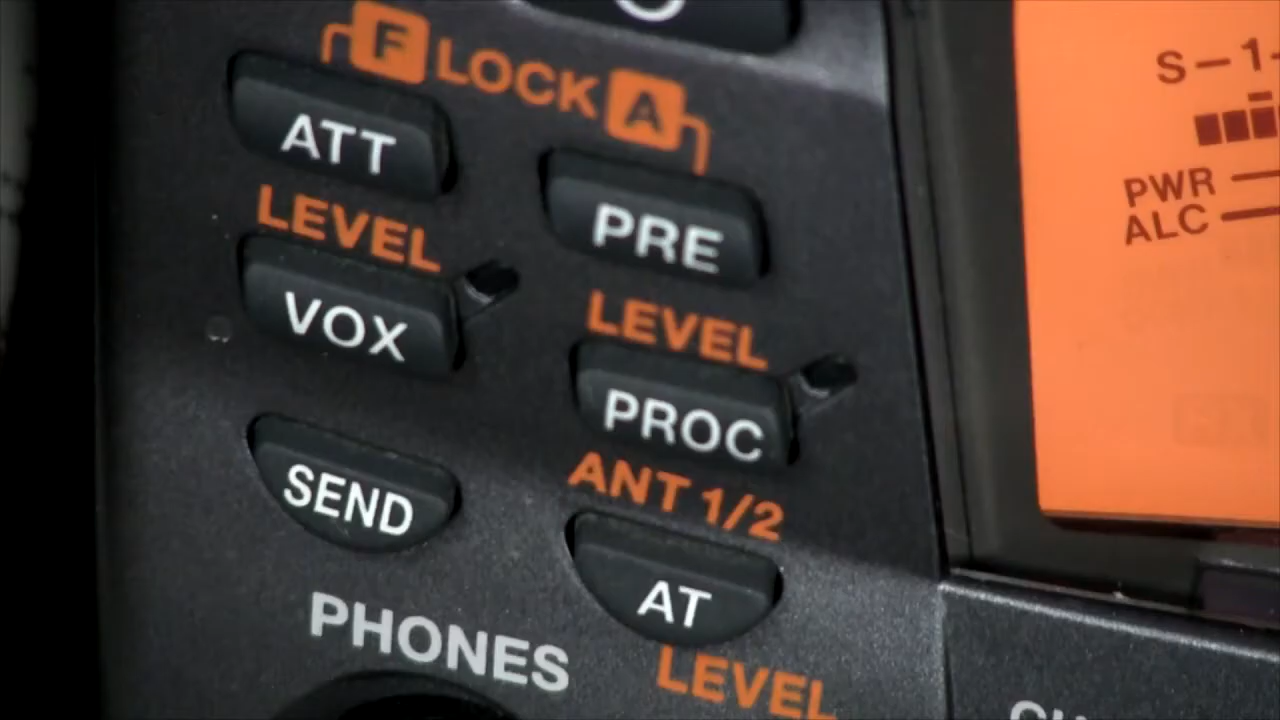 F LOCK A
ATT
PRE
LEVEL
VOX
LEVEL
PROC
SEND
ANT 1/2
AT
PHONES
LEVEL
S-1-
PWR
ALC